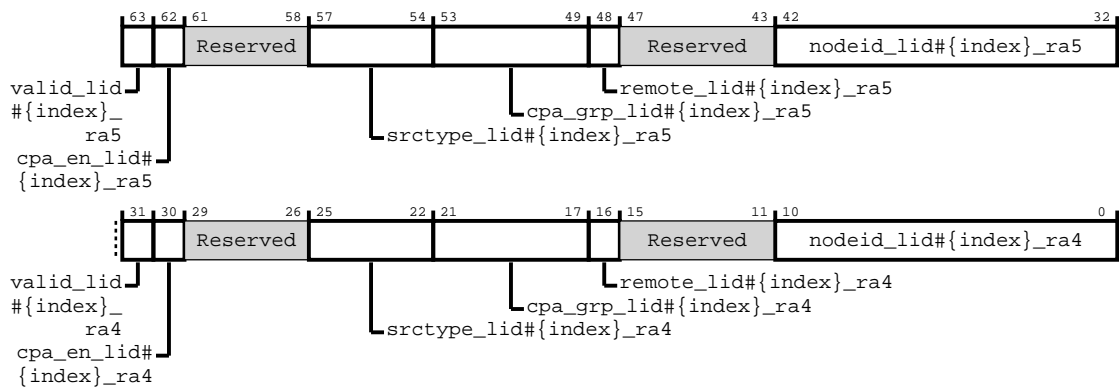 63 62 61 58 57 54 53 49 48 47 43 42 32
Reserved Reserved nodeid_lid#{index}_ra5
valid_lid
#{index}_
ra5
remote_lid#{index}_ra5
cpa_grp_lid#{index}_ra5
srctype_lid#{index}_ra5
cpa_en_lid#
{index}_ra5
31 30 29 26 25 22 21 17 16 15 11 10 0
Reserved Reserved nodeid_lid#{index}_ra4
valid_lid
#{index}_
ra4
remote_lid#{index}_ra4
cpa_grp_lid#{index}_ra4
srctype_lid#{index}_ra4
cpa_en_lid#
{index}_ra4